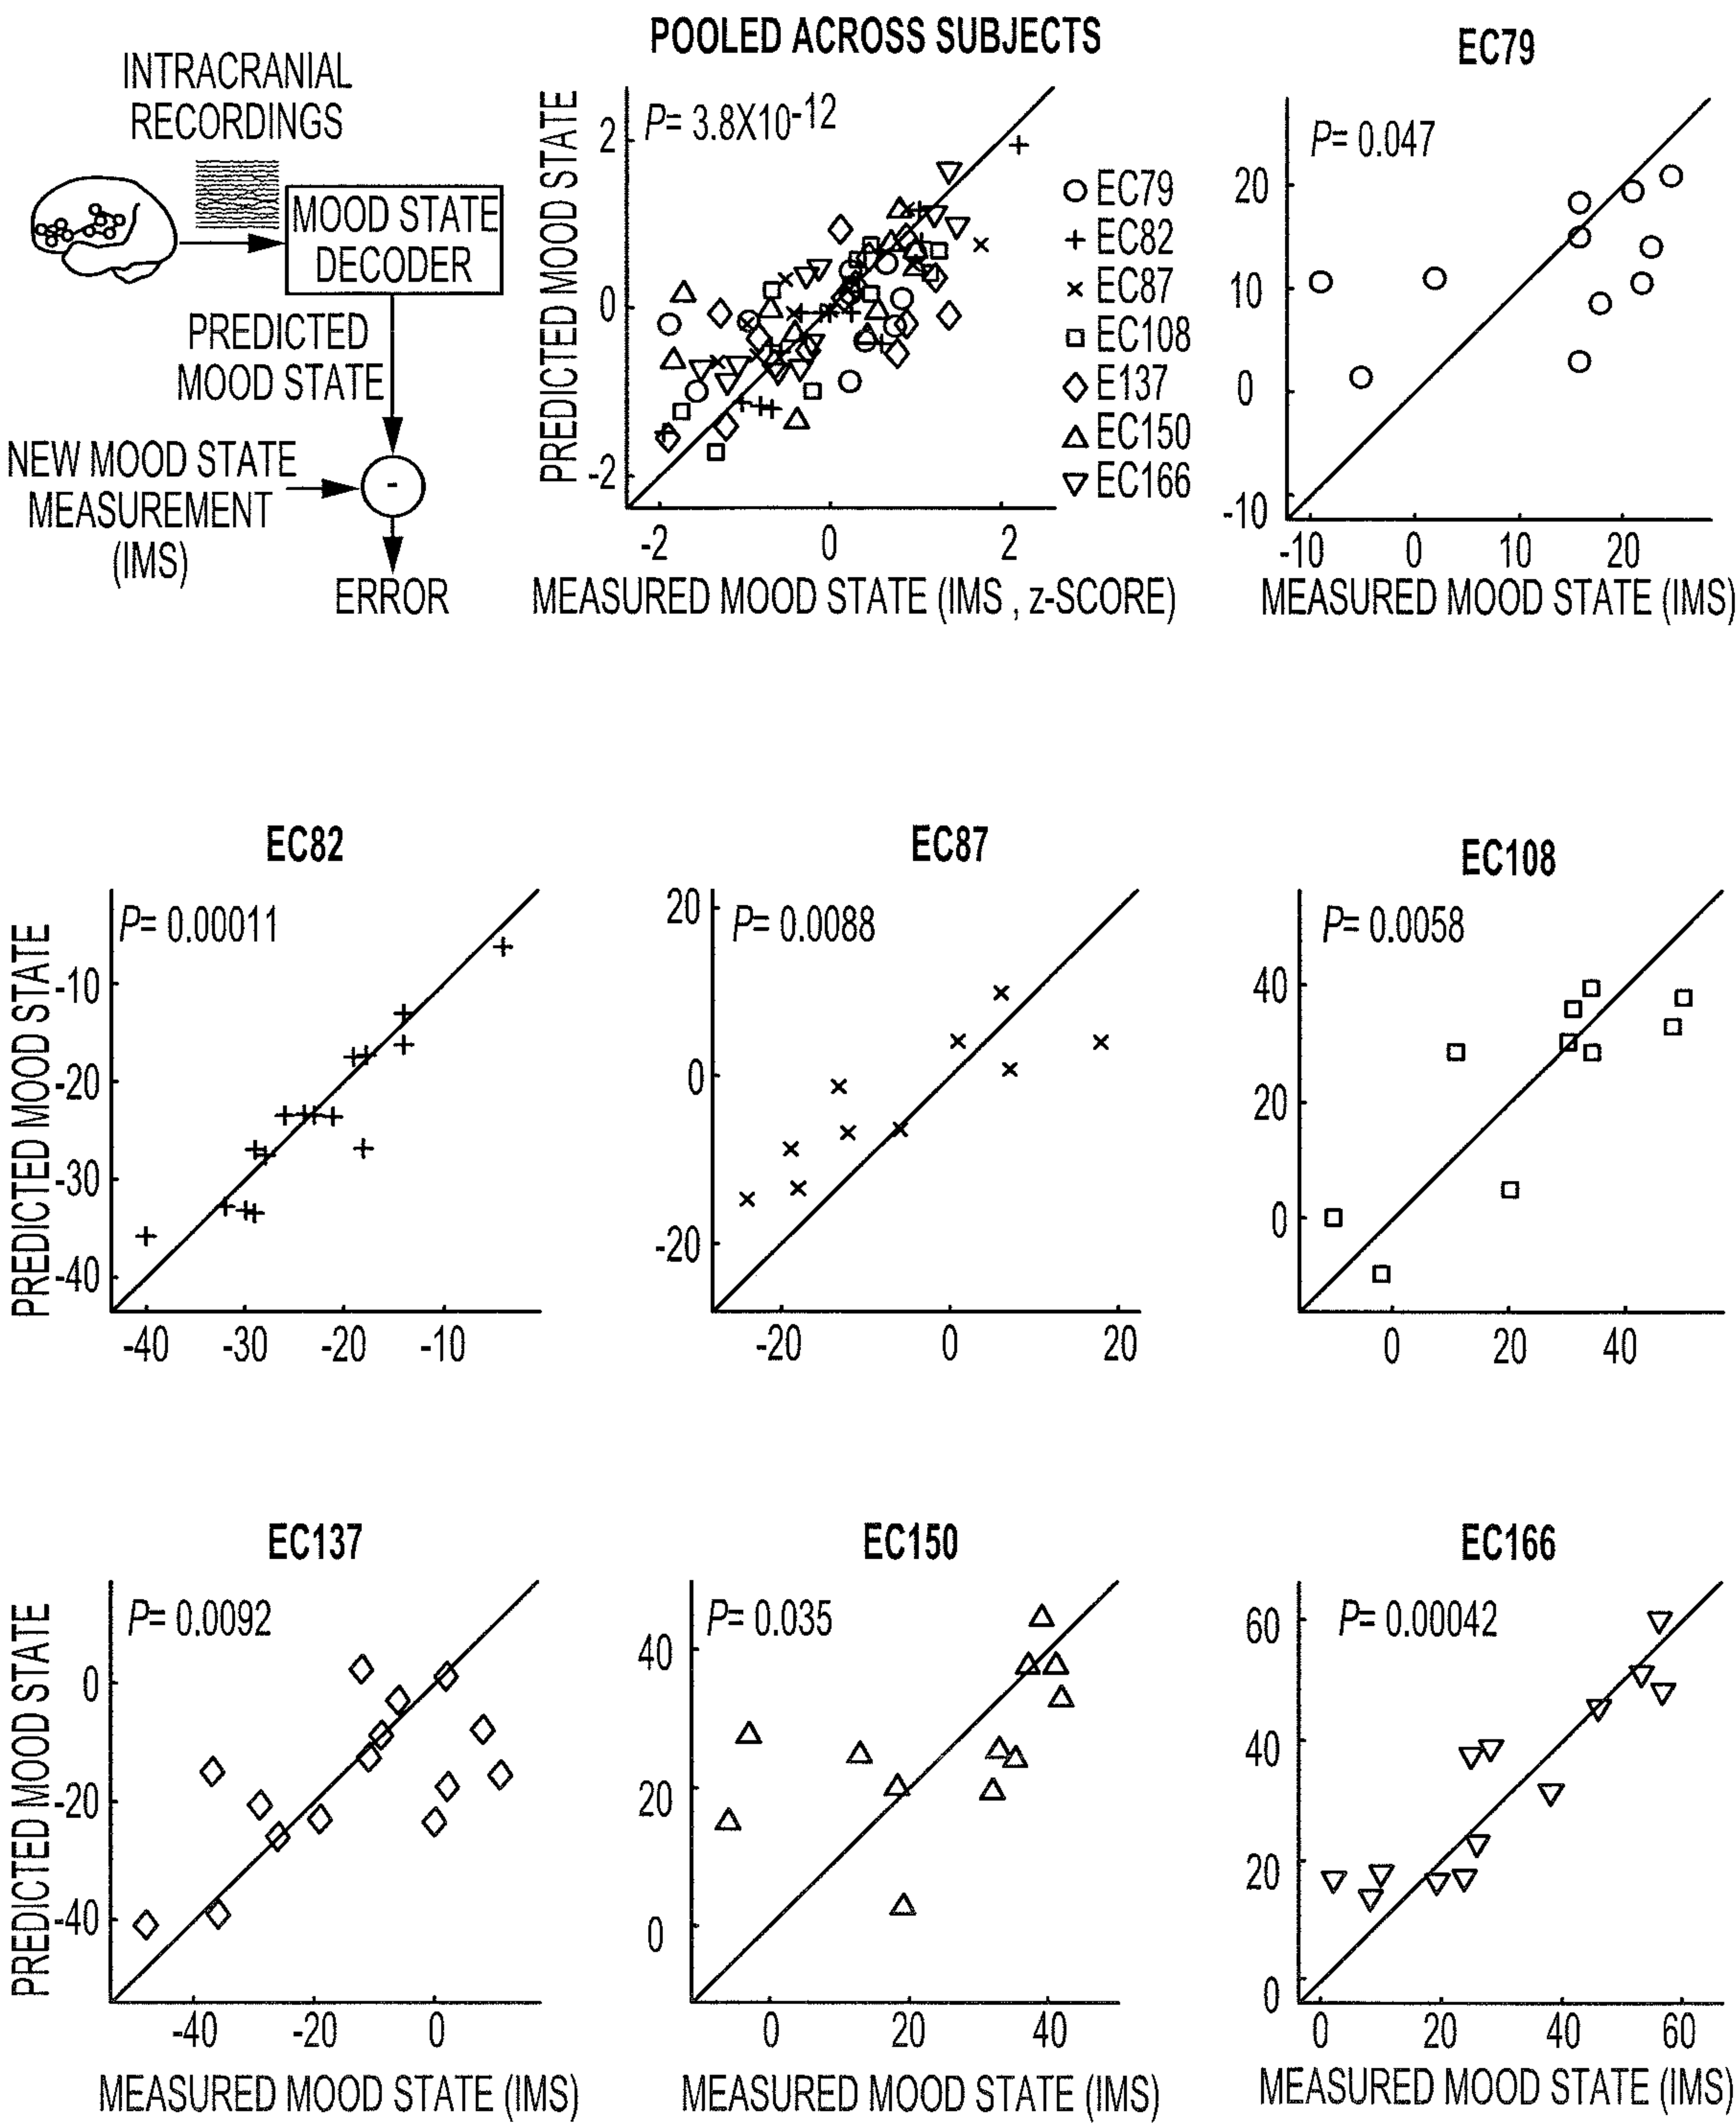 INTRACRANIAL
RECORDINGS
MOOD STATE
DECODER
PREDICTED
MOOD STATE
NEW MOOD STATE
MEASUREMENT
(IMS)
-
ERROR
POOLED ACROSS SUBJECTS
P= 3.8X10-12
PREDICTED MOOD STATE
2
0
-2
-2 0 2
MEASURED MOOD STATE (IMS , z-SCORE)
EC79
EC82
EC87
EC108
E137
EC150
EC166
EC79
P= 0.047
20
10
0
-10
-10 0 10 20
MEASURED MOOD STATE (IMS)
EC82
P= 0.00011
PREDICTED MOOD STATE
-10
-20
-30
-40
-40 -30 -20 -10
EC87
P= 0.0088
20
0
-20
-20 0 20
EC108
P= 0.0058
40
20
0
0 20 40
EC137
P= 0.0092
PREDICTED MOOD STATE
0
-20
-40
-40 -20 0
MEASURED MOOD STATE (IMS)
EC150
P= 0.035
40
20
0
0 20 40
MEASURED MOOD STATE (IMS)
EC166
P= 0.00042
60
40
20
0
0 20 40 60
MEASURED MOOD STATE (IMS)